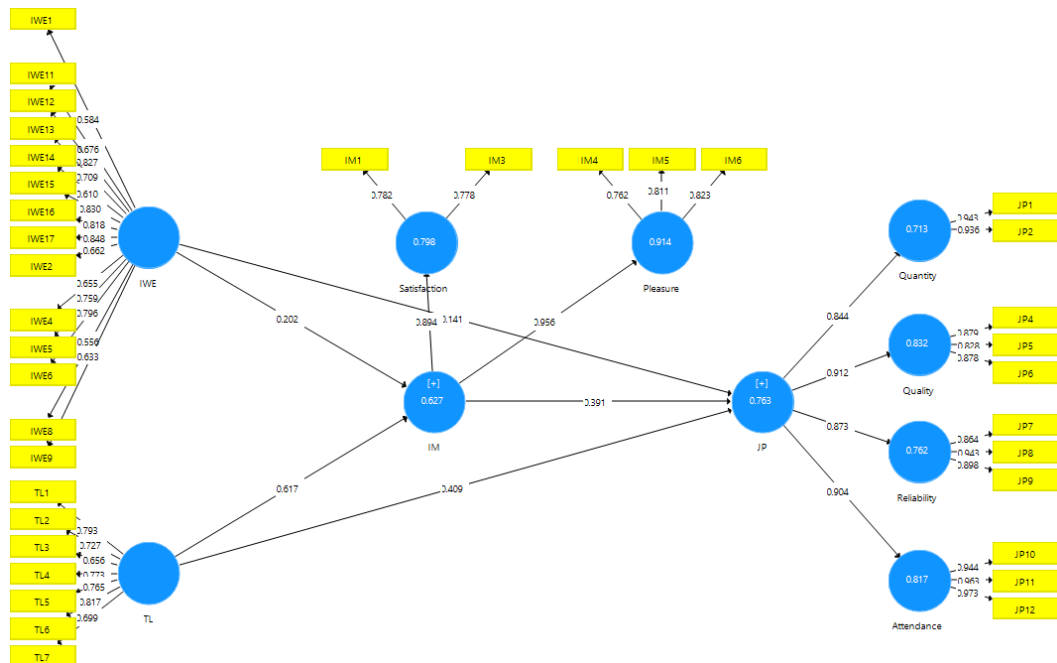 IWE1
IWE11
IWE12
IWE13
IWE14
IWE15
IWE16
IWE17
IWE2
IWE4
IWE5
IWE6
IWE8
IWE9
0.584
0.676
0.827
0.709
0.610
0.830
0.818
0.848
0.662
0.655
0.759
0.796
0.556
0.633
IWE
TL1
TL2
TL3
TL4
TL5
TL6
TL7
0.793
0.727
0.656
0.773
0.765
0.817
0.699
TL
IM1
IM3
0.782
0.778
0.798
Satisfaction
IM4
IM5
IM6
0.762
0.811
0.823
0.914
Pleasure
0.202
0.894
0.141
0.956
[+]
0.627
IM
0.391
0.617
0.409
[+]
0.763
JP
0.844
0.912
0.873
0.904
0.713
Quantity
0.943
0.936
JP1
JP2
0.832
Quality
0.879
0.828
0.878
JP4
JP5
JP6
0.762
Reliability
0.864
0.943
0.898
JP7
JP8
JP9
0.817
Attendance
0.944
0.963
0.973
JP10
JP11
JP12